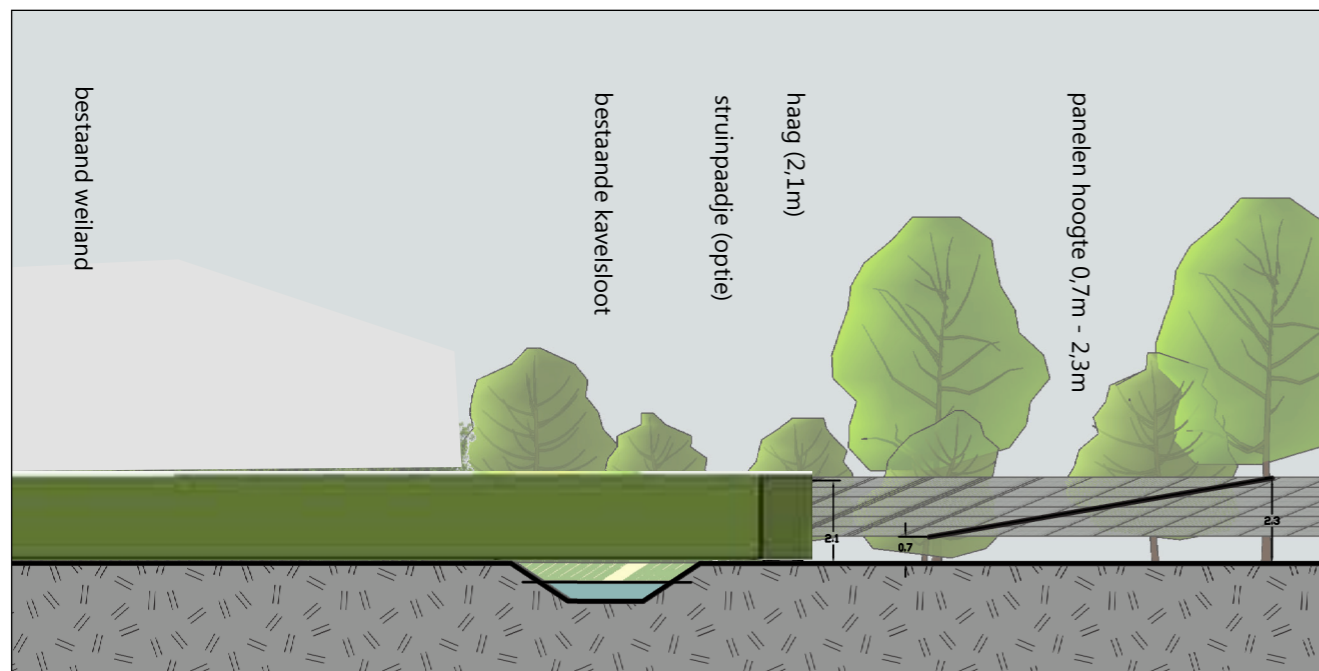 bestaand weiland
bestaande kavelsloot
struinpaadje (optie)
haag (2,1m)
panelen hoogte 0,7m - 2,3m
2.1
0.7
2.3